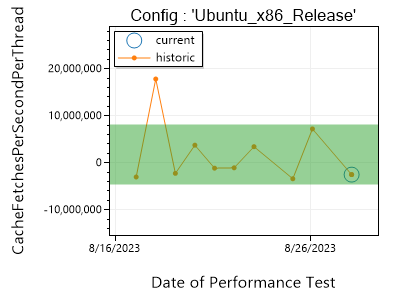 Config : 'Ubuntu_x86_Release'
current
historic
CacheFetchesPerSecondPerThread
20,000,000
10,000,000
0
-10,000,000
8/16/2023
8/26/2023
Date of Performance Test